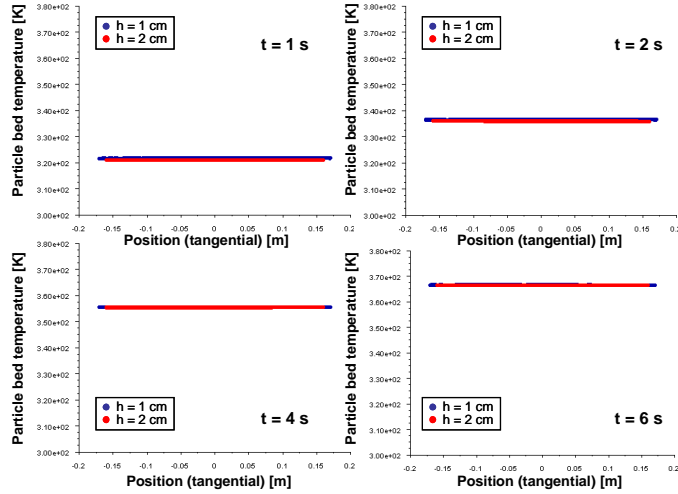 Particle bed temperature [K]
3.80e+02
3.70e+02
3.60e+02
3.50e+02
3.40e+02
3.30e+02
3.20e+02
3.10e+02
3.00e+02
h = 1 cm
h = 2 cm
t = 1 s
-0.2 -0.15 -0.1 -0.05 0 0.05 0.1 0.15 0.2
Position (tangential) [m]
Particle bed temperature [K]
3.80e+02
3.70e+02
3.60e+02
3.50e+02
3.40e+02
3.30e+02
3.20e+02
3.10e+02
3.00e+02
h = 1 cm
h = 2 cm
t = 2 s
-0.2 -0.15 -0.1 -0.05 0 0.05 0.1 0.15 0.2
Position (tangential) [m]
Particle bed temperature [K]
3.80e+02
3.70e+02
3.60e+02
3.50e+02
3.40e+02
3.30e+02
3.20e+02
3.10e+02
3.00e+02
h = 1 cm
h = 2 cm
t = 4 s
-0.2 -0.15 -0.1 -0.05 0 0.05 0.1 0.15 0.2
Position (tangential) [m]
Particle bed temperature [K]
3.80e+02
3.70e+02
3.60e+02
3.50e+02
3.40e+02
3.30e+02
3.20e+02
3.10e+02
3.00e+02
h = 1 cm
h = 2 cm
t = 6 s
-0.2 -0.15 -0.1 -0.05 0 0.05 0.1 0.15 0.2
Position (tangential) [m]